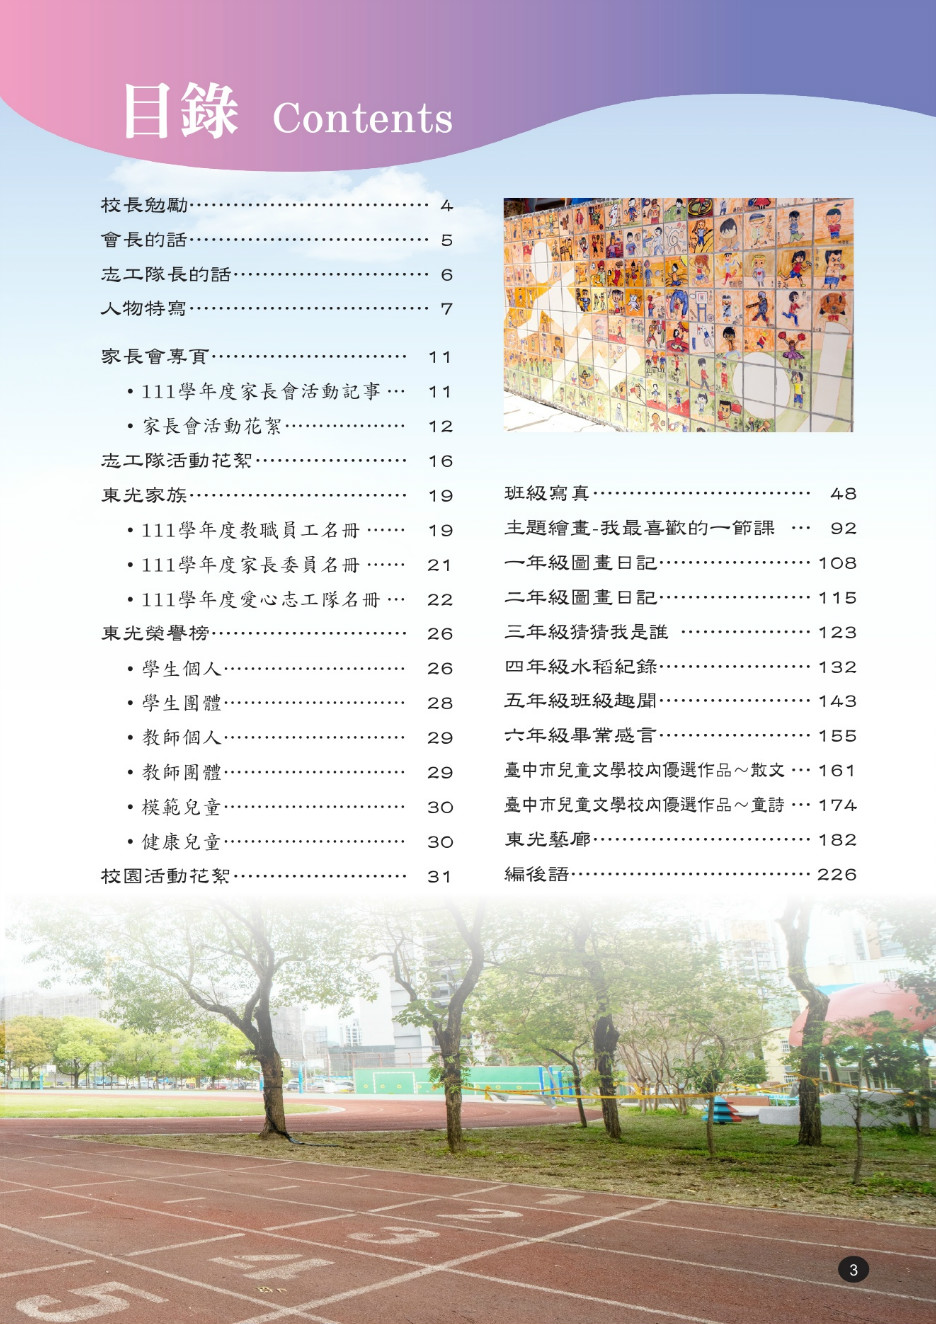 目錄 Contents
校長勉勵⋯⋯⋯⋯⋯⋯⋯⋯⋯⋯⋯ 4
會長的話⋯⋯⋯⋯⋯⋯⋯⋯⋯⋯⋯ 5
志工隊長的話⋯⋯⋯⋯⋯⋯⋯⋯⋯ 6
人物特寫⋯⋯⋯⋯⋯⋯⋯⋯⋯⋯⋯ 7
家長會專頁⋯⋯⋯⋯⋯⋯⋯⋯⋯ 11
•111學年度家長會活動記事⋯ 11
•家長會活動花絮⋯⋯⋯⋯⋯⋯ 12
志工隊活動花絮⋯⋯⋯⋯⋯⋯⋯ 16
東光家族⋯⋯⋯⋯⋯⋯⋯⋯⋯⋯ 19
•111學年度教職員工名冊⋯⋯ 19
•111學年度家長委員名冊⋯⋯ 21
•111學年度愛心志工隊名冊⋯ 22
東光榮譽榜⋯⋯⋯⋯⋯⋯⋯⋯⋯ 26
•學生個人⋯⋯⋯⋯⋯⋯⋯⋯⋯ 26
•學生團體⋯⋯⋯⋯⋯⋯⋯⋯⋯ 28
•教師個人⋯⋯⋯⋯⋯⋯⋯⋯⋯ 29
•教師團體⋯⋯⋯⋯⋯⋯⋯⋯⋯ 29
•模範兒童⋯⋯⋯⋯⋯⋯⋯⋯⋯ 30
•健康兒童⋯⋯⋯⋯⋯⋯⋯⋯⋯ 30
校園活動花絮⋯⋯⋯⋯⋯⋯⋯⋯ 31
班級寫真⋯⋯⋯⋯⋯⋯⋯⋯⋯⋯ 48
主題繪畫-我最喜歡的一節課 ⋯ 92
一年級圖畫日記⋯⋯⋯⋯⋯⋯⋯ 108
二年級圖畫日記⋯⋯⋯⋯⋯⋯⋯ 115
三年級猜猜我是誰 ⋯⋯⋯⋯⋯⋯ 123
四年級水稻紀錄⋯⋯⋯⋯⋯⋯⋯ 132
五年級班級趣聞⋯⋯⋯⋯⋯⋯⋯ 143
六年級畢業感言⋯⋯⋯⋯⋯⋯⋯ 155
臺中市兒童文學校內優選作品～散文⋯ 161
臺中市兒童文學校內優選作品～童詩⋯ 174
東光藝廊⋯⋯⋯⋯⋯⋯⋯⋯⋯⋯ 182
編後語⋯⋯⋯⋯⋯⋯⋯⋯⋯⋯⋯ 226
1
2
3
4
5
3